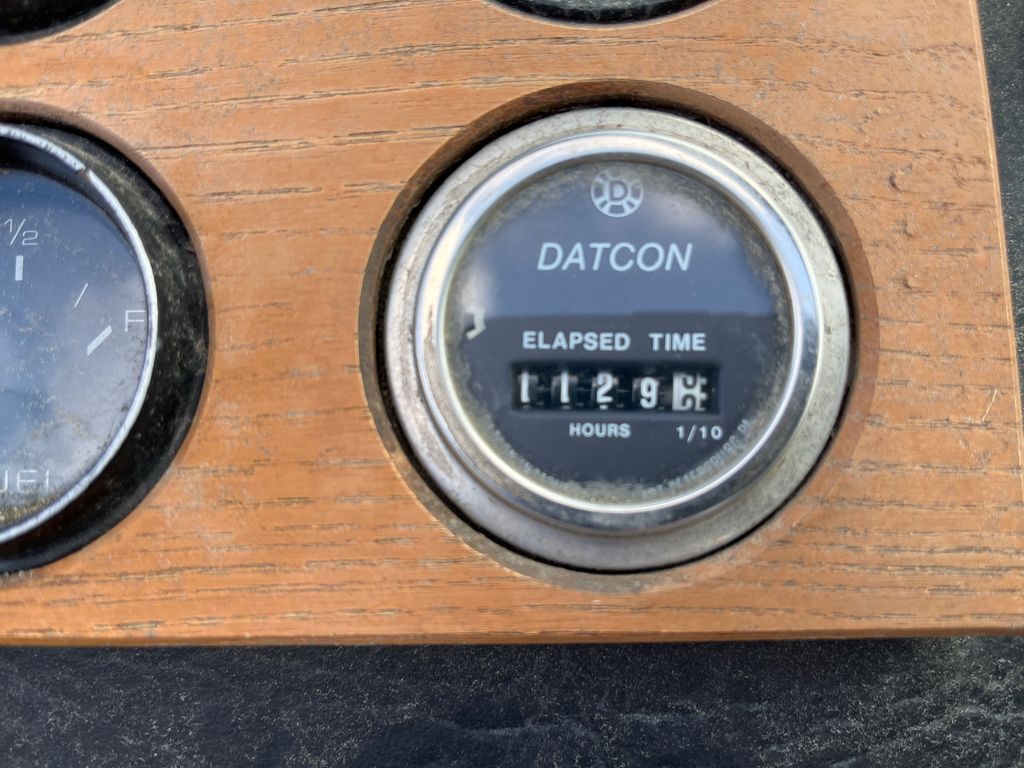 1/2
F
D
DATCON
ELAPSED TIME
1129
HOURS 1/10